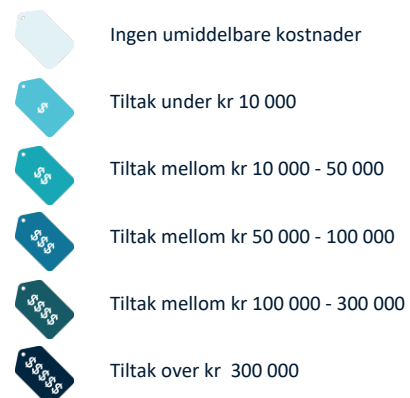 Ingen umiddelbare kostnader
$ Tiltak under kr 10 000
$$ Tiltak mellom kr 10 000 - 50 000
$$$ Tiltak mellom kr 50 000 - 100 000
$$$$ Tiltak mellom kr 100 000 - 300 000
$$$$$ Tiltak over kr  300 000